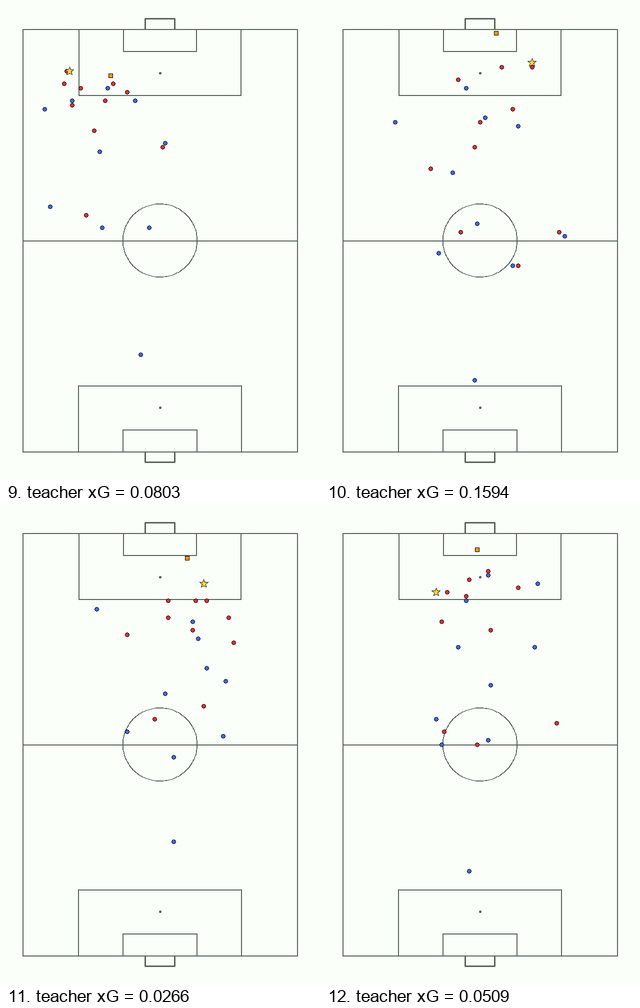 9. teacher xG = 0.0803
10. teacher xG = 0.1594
11. teacher xG = 0.0266
12. teacher xG = 0.0509